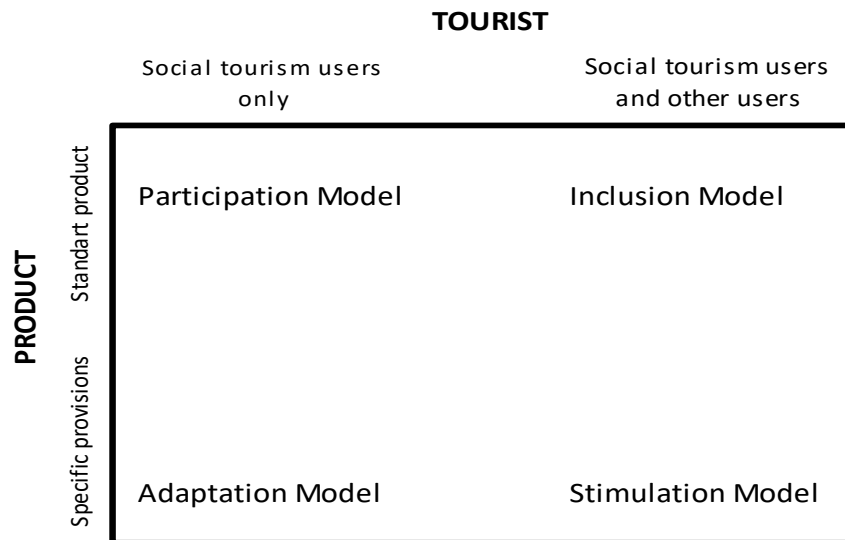 TOURIST
Social tourism users
only
Social tourism users
and other users
PRODUCT
Standart product
Participation Model
Inclusion Model
Specific provisions
Adaptation Model
Stimulation Model